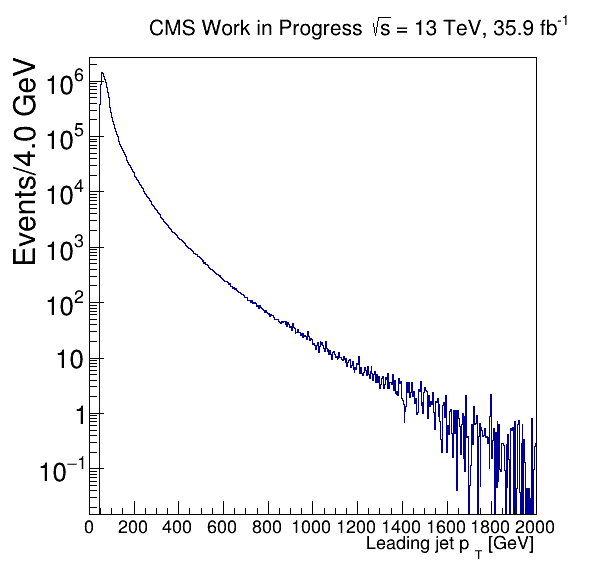 CMS Work in Progress √s = 13 TeV, 35.9 fb⁻¹
Events/4.0 GeV
10⁶
10⁵
10⁴
10³
10²
10
1
10⁻¹
0 200 400 600 800 1000 1200 1400 1600 1800 2000
Leading jet p_T [GeV]